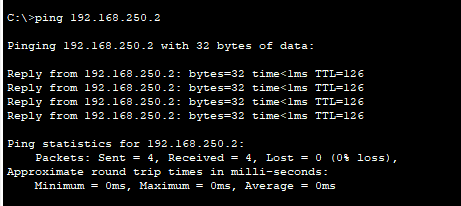 C:\>ping 192.168.250.2
Pinging 192.168.250.2 with 32 bytes of data:
Reply from 192.168.250.2: bytes=32 time<1ms TTL=126
Reply from 192.168.250.2: bytes=32 time<1ms TTL=126
Reply from 192.168.250.2: bytes=32 time<1ms TTL=126
Reply from 192.168.250.2: bytes=32 time<1ms TTL=126
Ping statistics for 192.168.250.2:
    Packets: Sent = 4, Received = 4, Lost = 0 (0% loss),
Approximate round trip times in milli-seconds:
    Minimum = 0ms, Maximum = 0ms, Average = 0ms